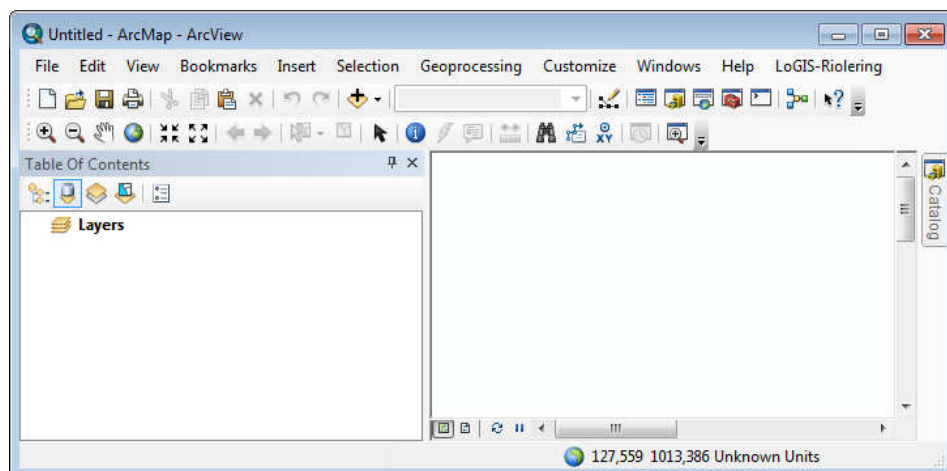 Untitled - ArcMap - ArcView
File Edit View Bookmarks Insert Selection Geoprocessing Customize Windows Help LoGIS-Riolering
XY
Table Of Contents
Layers
Catalog
127,559 1013,386 Unknown Units